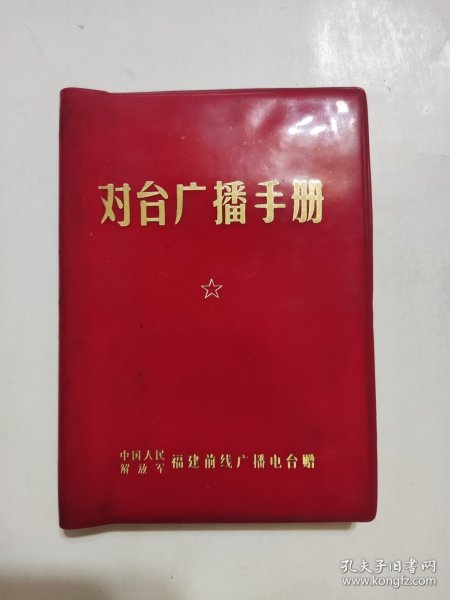 对台广播手册
中国人民
解放军 福建前线广播电台赠
孔夫子旧书网
www.kongfz.com